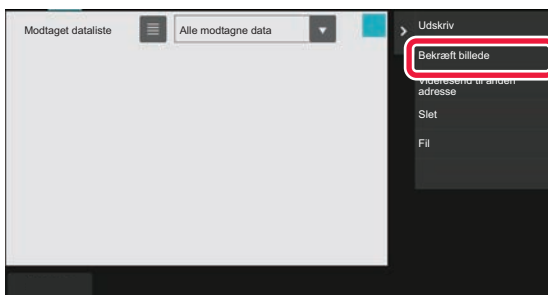 Modtaget dataliste
Alle modtagne data
Udskriv
Bekræft billede
Videresend til anden
adresse
Slet
Fil